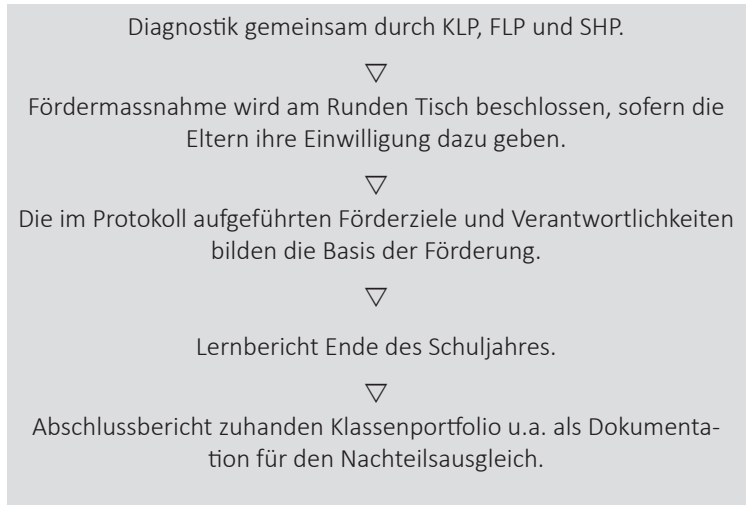 Diagnostik gemeinsam durch KLP, FLP und SHP.
▽
Fördermassnahme wird am Runden Tisch beschlossen, sofern die
Eltern ihre Einwilligung dazu geben.
▽
Die im Protokoll aufgeführten Förderziele und Verantwortlichkeiten
bilden die Basis der Förderung.
▽
Lernbericht Ende des Schuljahres.
▽
Abschlussbericht zuhanden Klassenportfolio u.a. als Dokumenta-
tion für den Nachteilsausgleich.